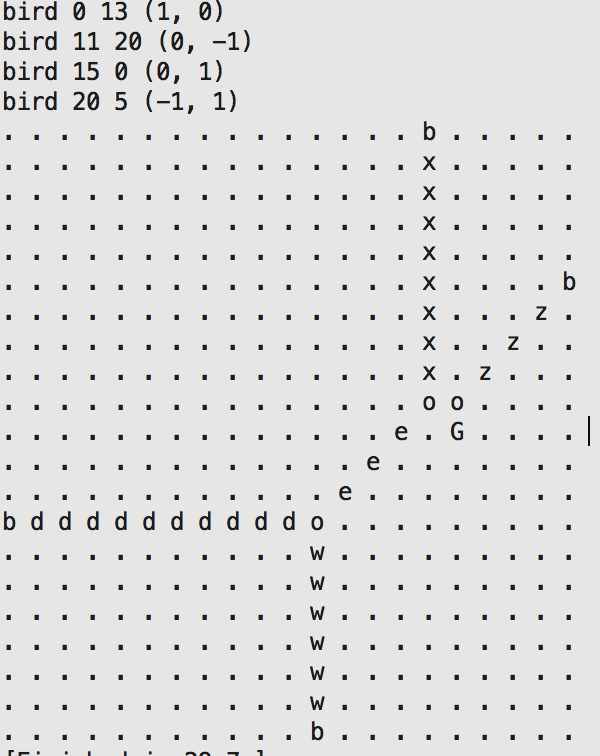 bird 0 13 (1, 0)
bird 11 20 (0, -1)
bird 15 0 (0, 1)
bird 20 5 (-1, 1)
. . . . . . . . . . . . . . . b . . . . .
. . . . . . . . . . . . . . . x . . . . .
. . . . . . . . . . . . . . . x . . . . .
. . . . . . . . . . . . . . . x . . . . .
. . . . . . . . . . . . . . . x . . . . .
. . . . . . . . . . . . . . . x . . . . b
. . . . . . . . . . . . . . . x . . . z .
. . . . . . . . . . . . . . . x . . z . .
. . . . . . . . . . . . . . . x . z . . .
. . . . . . . . . . . . . . . o o . . . .
. . . . . . . . . . . . . . e . G . . . .
. . . . . . . . . . . . . e . . . . . . .
. . . . . . . . . . . . e . . . . . . . .
b d d d d d d d d d d o . . . . . . . . .
. . . . . . . . . . . w . . . . . . . . .
. . . . . . . . . . . w . . . . . . . . .
. . . . . . . . . . . w . . . . . . . . .
. . . . . . . . . . . w . . . . . . . . .
. . . . . . . . . . . w . . . . . . . . .
. . . . . . . . . . . w . . . . . . . . .
. . . . . . . . . . . b . . . . . . . . .